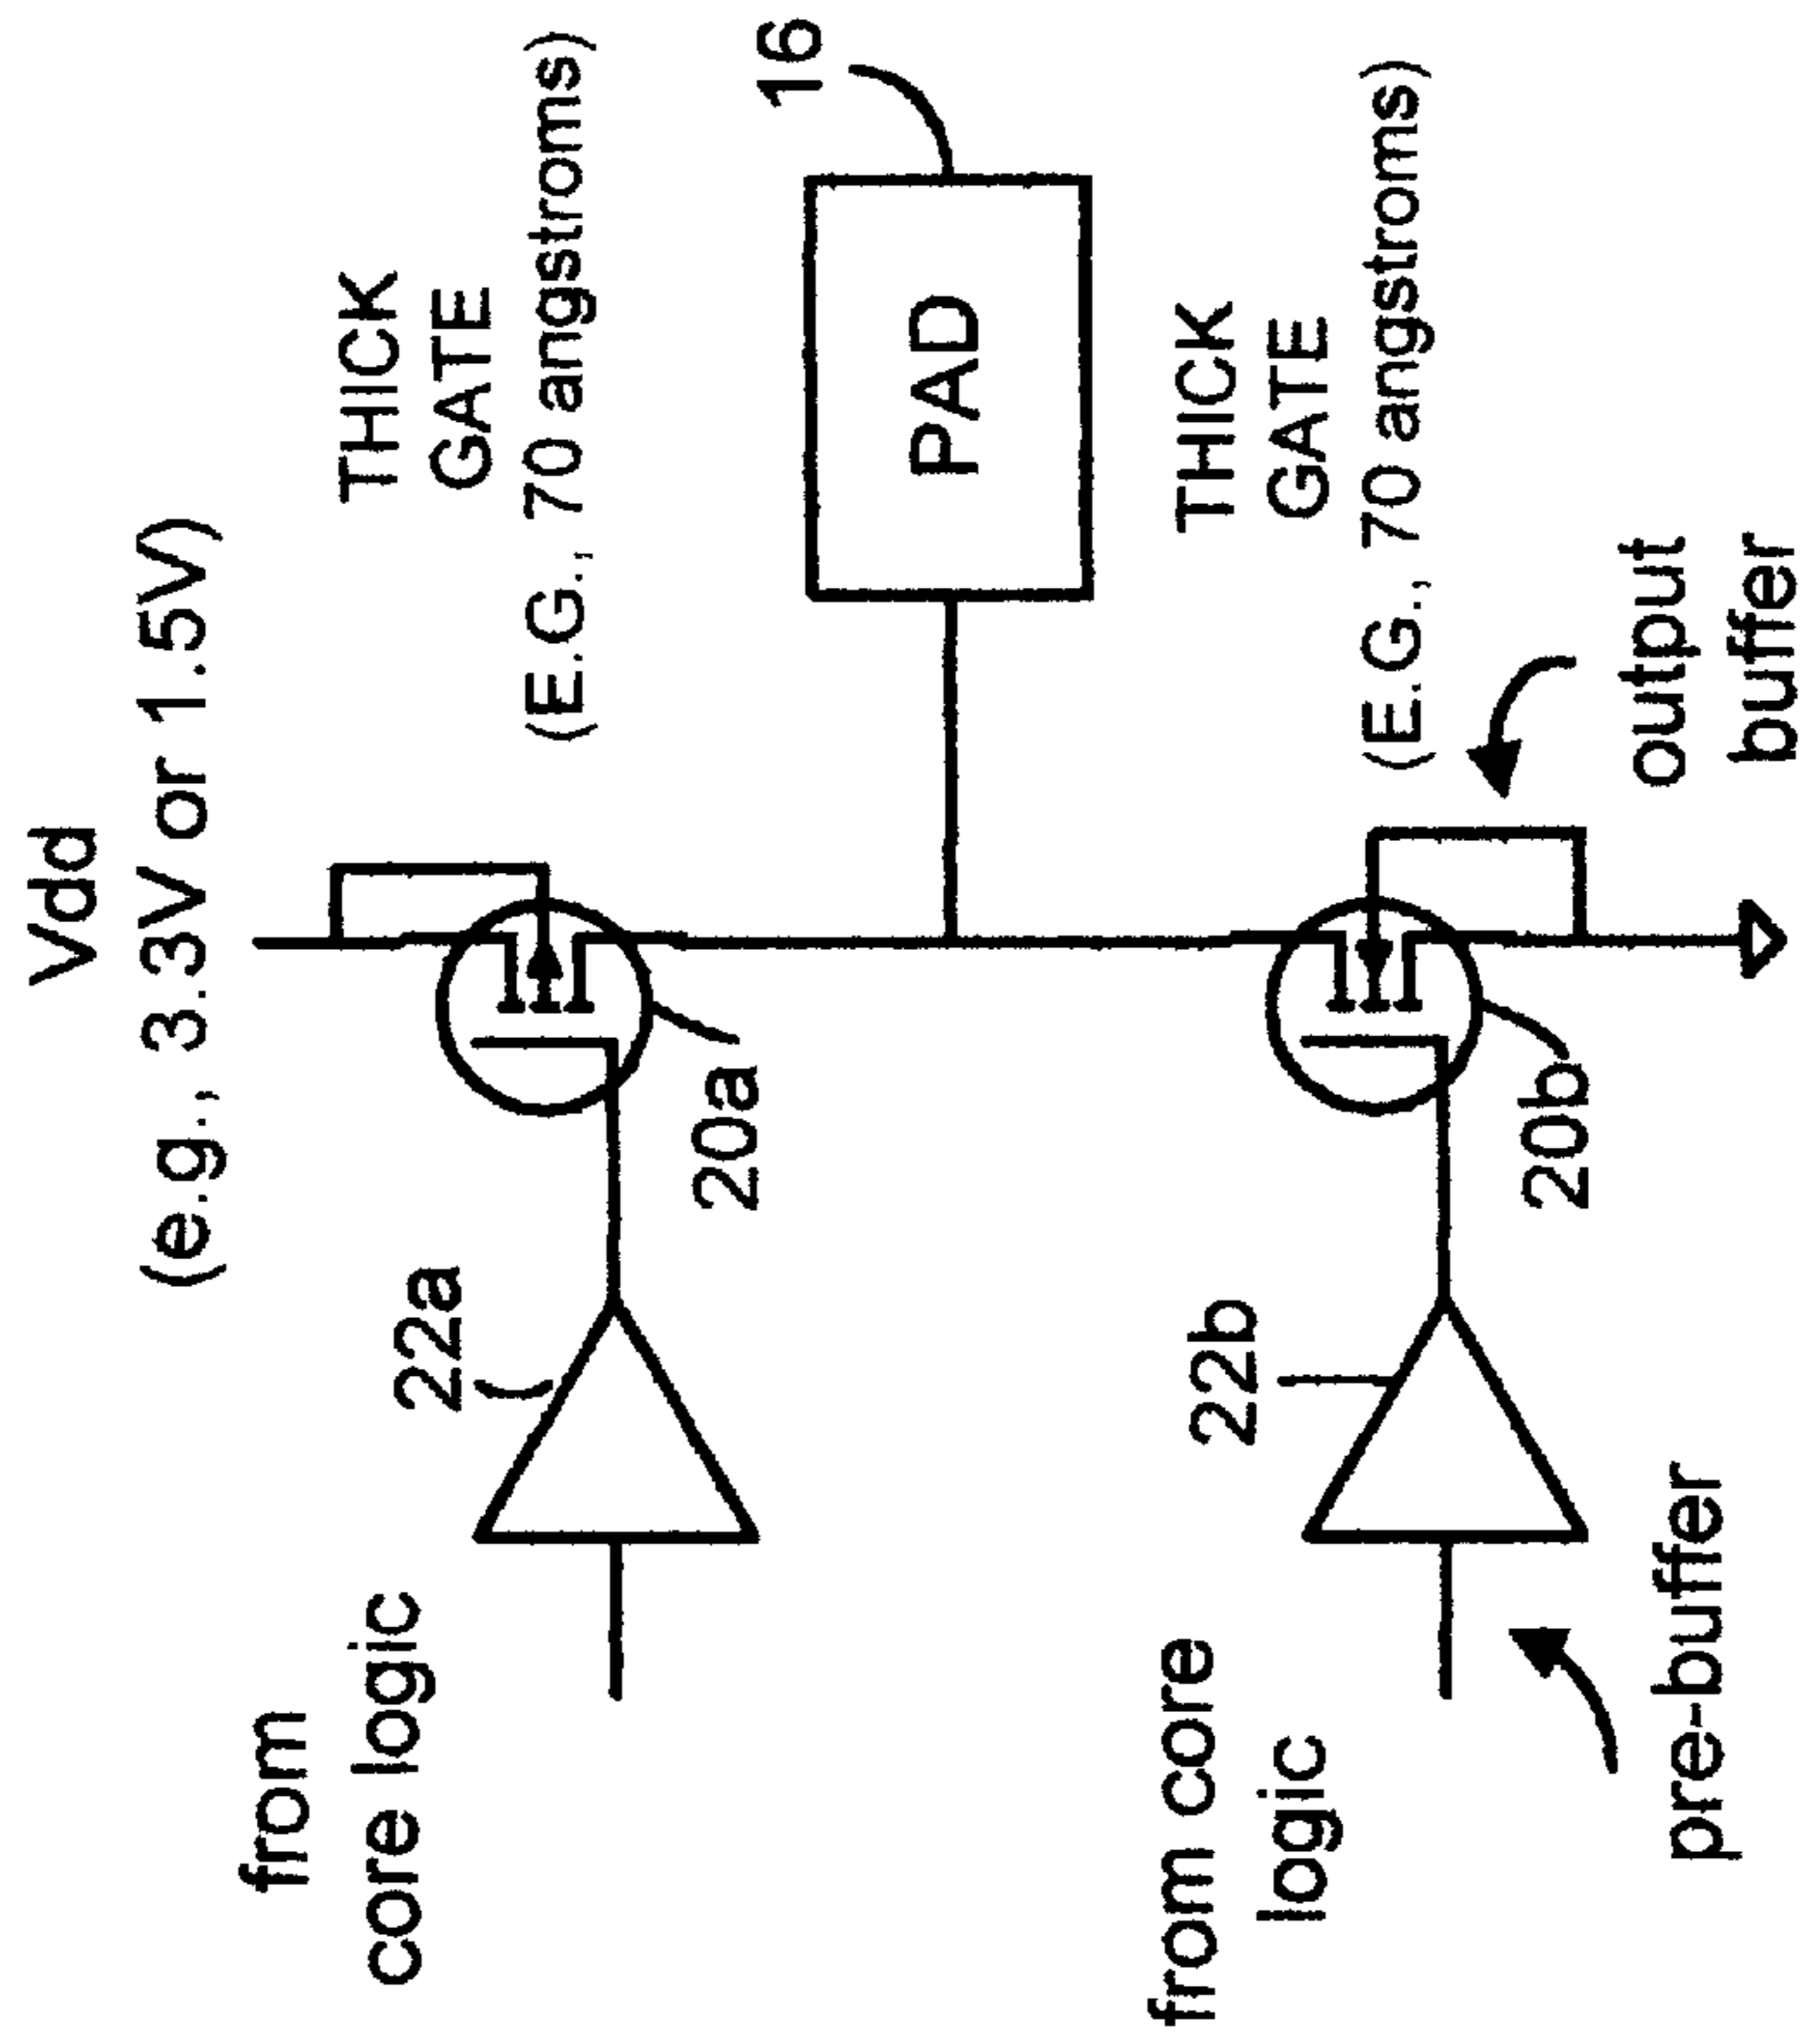 Vdd
(e.g., 3.3V or 1.5V)
from
core logic
22a
20a
THICK
GATE
(E.G., 70 angstroms)
16
PAD
from core
logic
22b
20b
THICK
GATE
(E.G., 70 angstroms)
pre-buffer
output
buffer